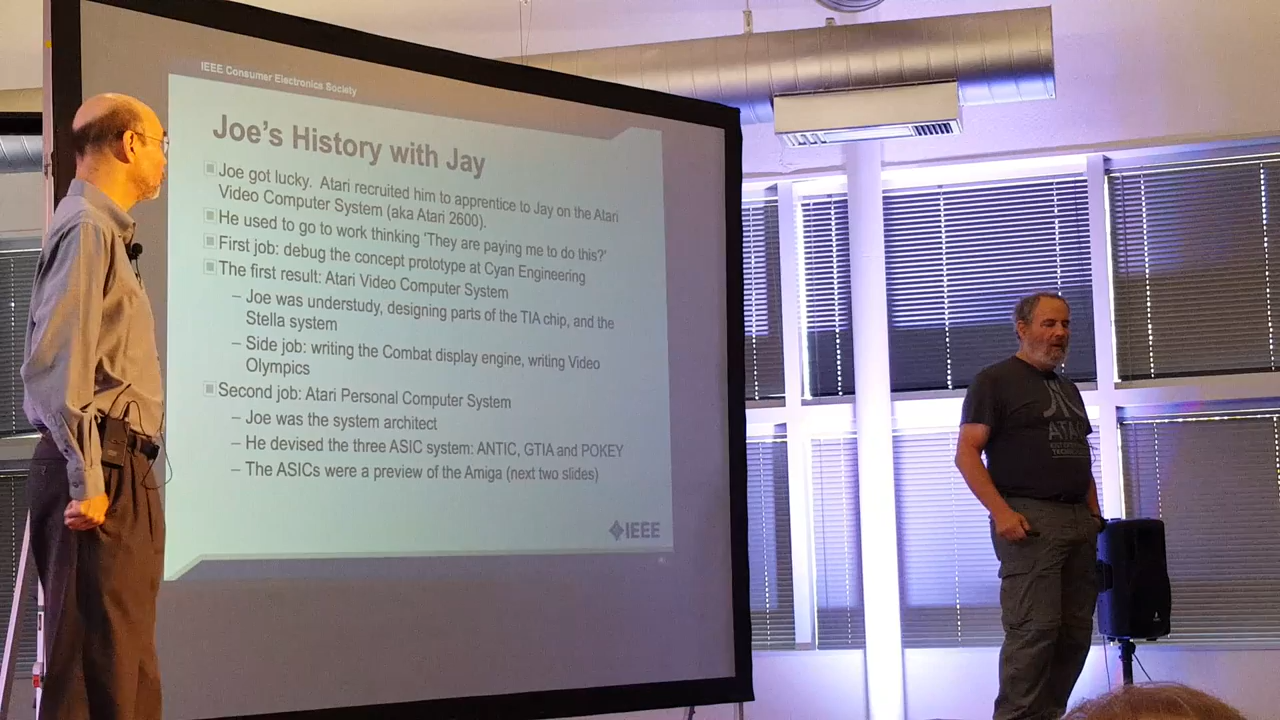 IEEE Consumer Electronics Society
Joe's History with Jay
Joe got lucky. Atari recruited him to apprentice to Jay on the Atari
Video Computer System (aka Atari 2600).
He used to go to work thinking 'They are paying me to do this?'
First job: debug the concept prototype at Cyan Engineering
The first result: Atari Video Computer System
– Joe was understudy, designing parts of the TIA chip, and the
Stella system
– Side job: writing the Combat display engine, writing Video
Olympics
Second job: Atari Personal Computer System
– Joe was the system architect
– He devised the three ASIC system: ANTIC, GTIA and POKEY
– The ASICs were a preview of the Amiga (next two slides)
IEEE